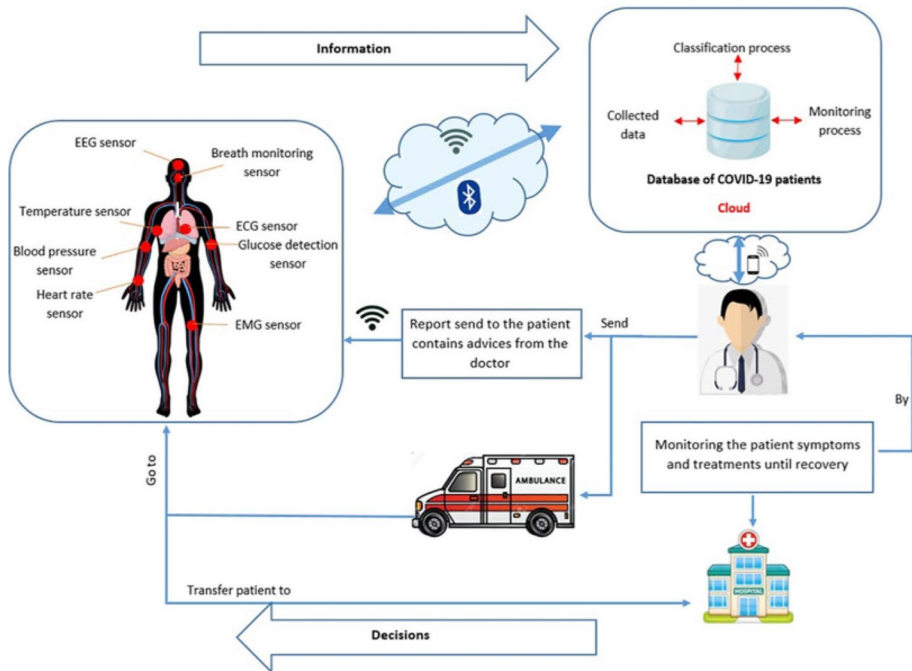 Information
Classification process
Collected
data
Monitoring
process
Database of COVID-19 patients
Cloud
EEG sensor
Breath monitoring
sensor
Temperature sensor
ECG sensor
Blood pressure
sensor
Glucose detection
sensor
Heart rate
sensor
EMG sensor
Report send to the patient
contains advices from the
doctor
Send
By
Monitoring the patient symptoms
and treatments until recovery
Go to
AMBULANCE
HOSPITAL
Transfer patient to
Decisions